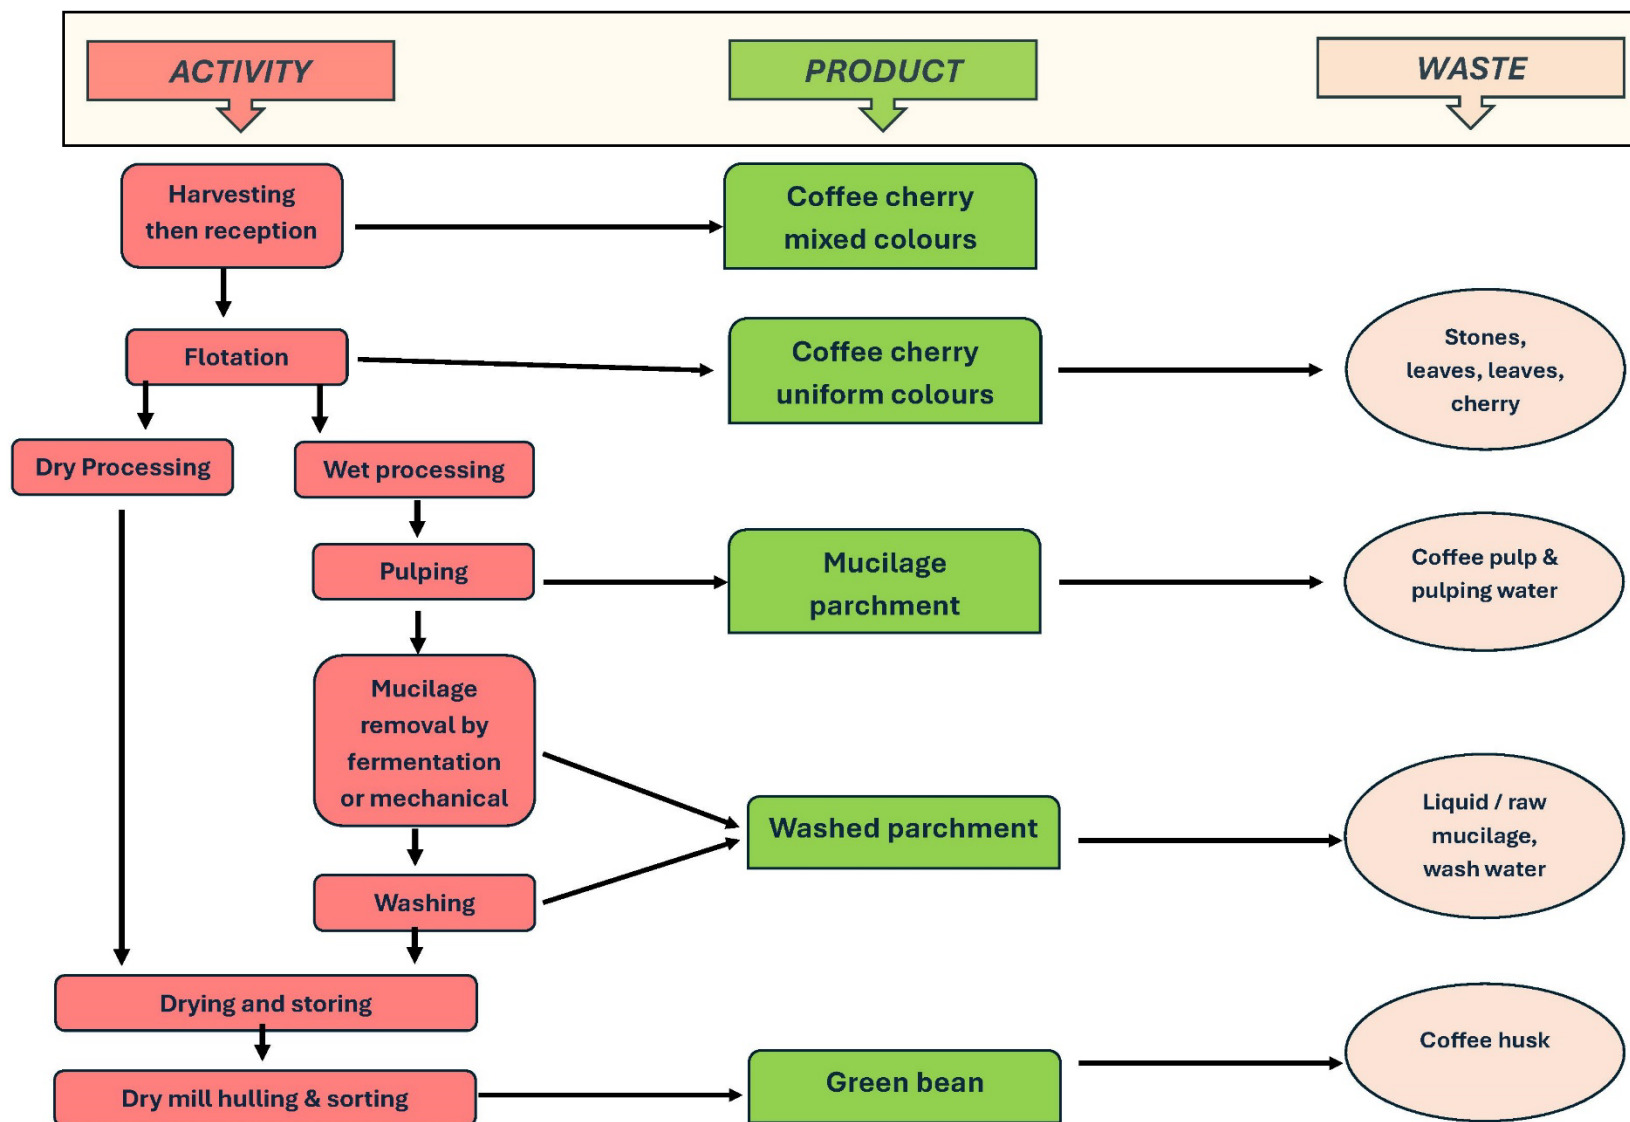 ACTIVITY
PRODUCT
WASTE
Harvesting
then reception
Coffee cherry
mixed colours
Flotation
Coffee cherry
uniform colours
Stones,
leaves, leaves,
cherry
Dry Processing
Wet processing
Pulping
Mucilage
parchment
Coffee pulp &
pulping water
Mucilage
removal by
fermentation
or mechanical
Washed parchment
Liquid / raw
mucilage,
wash water
Washing
Drying and storing
Coffee husk
Dry mill hulling & sorting
Green bean